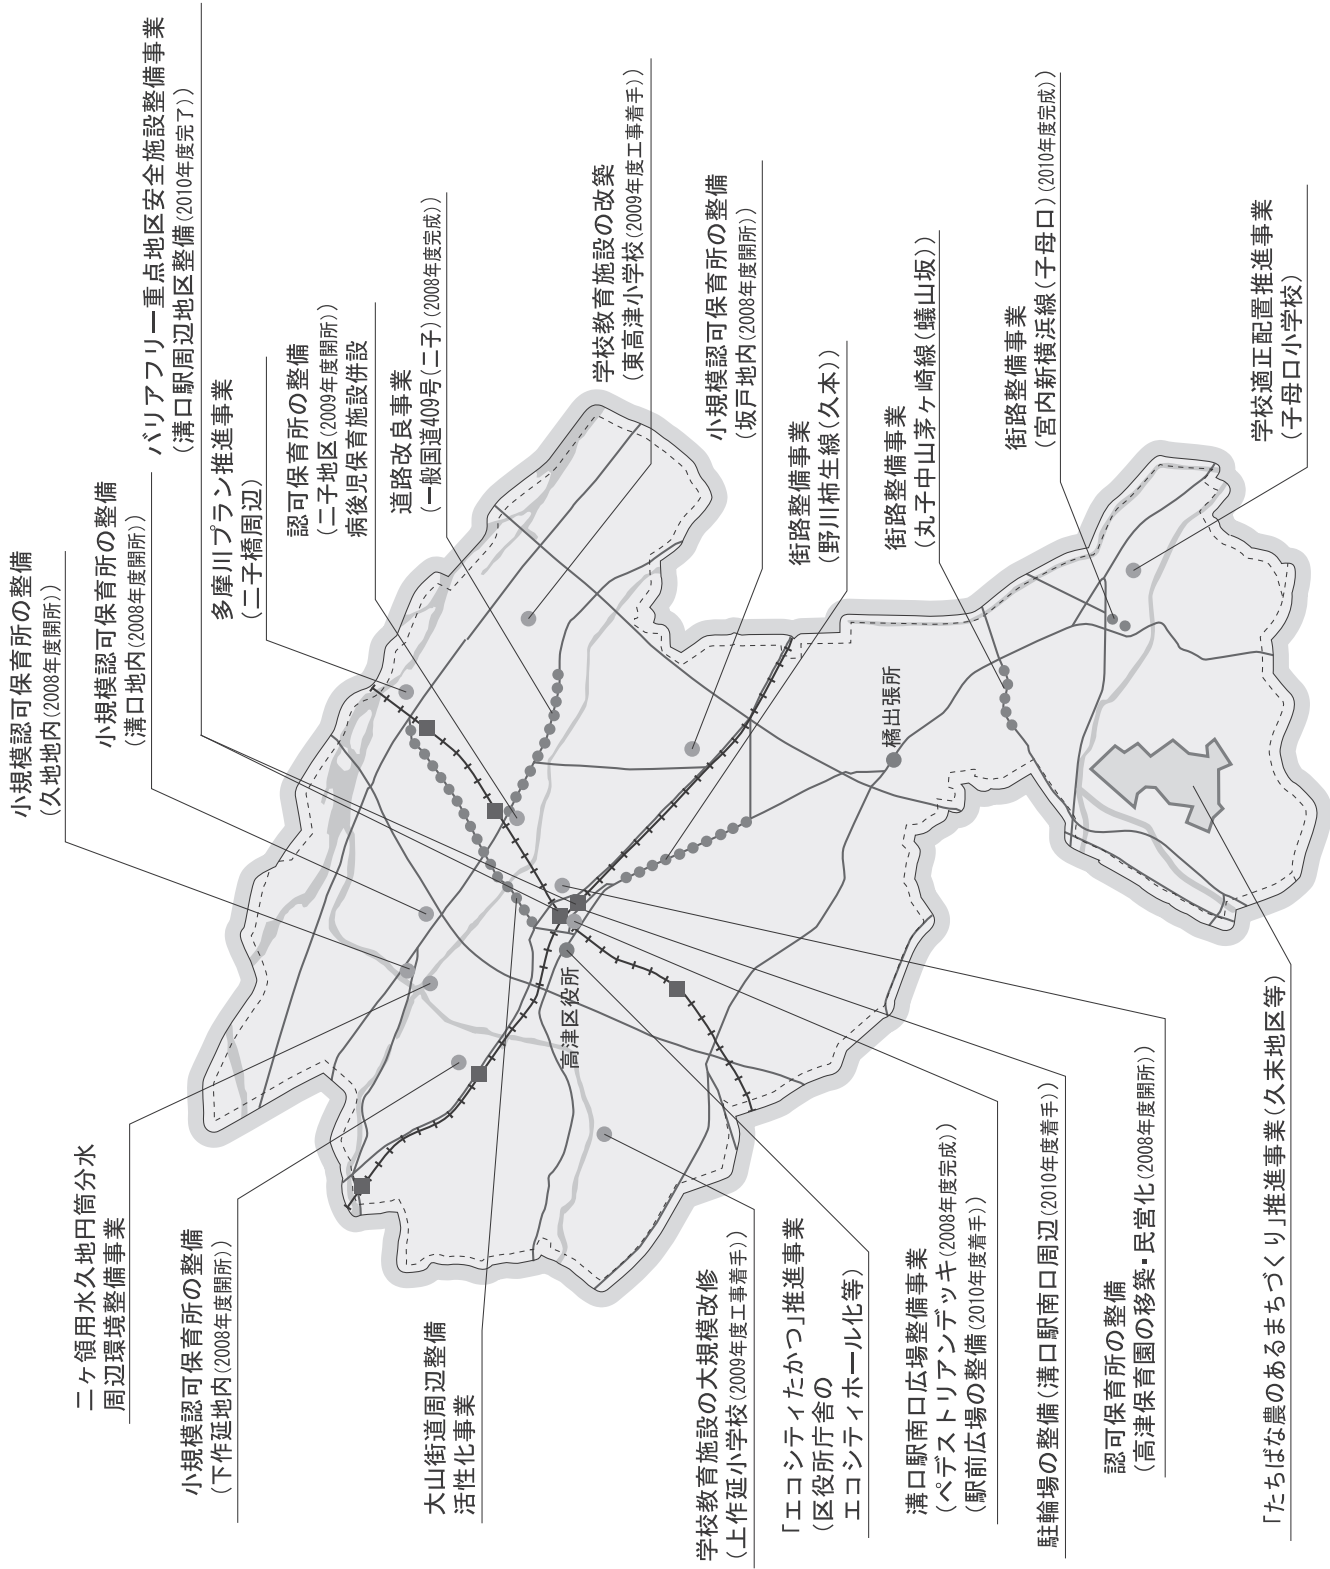 小規模認可保育所の整備
(久地地内(2008年度開所))
小規模認可保育所の整備
(溝口地内(2008年度開所))
バリアフリー重点地区安全施設整備事業
(溝口駅周辺地区整備(2010年度完了))
多摩川プラン推進事業
(二子橋周辺)
認可保育所の整備
(二子地区(2009年度開所))
病後児保育施設併設
道路改良事業
(一般国道409号(二子)(2008年度完成))
学校教育施設の改築
(東高津小学校(2009年度工事着手))
小規模認可保育所の整備
(坂戸地内(2008年度開所))
街路整備事業
(野川柿生線(久本))
街路整備事業
(丸子中山茅ヶ崎線(蟻山坂))
街路整備事業
(宮内新横浜線(子母口)(2010年度完成))
学校適正配置推進事業
(子母口小学校)
高津区役所
橘出張所
二ヶ領用水久地円筒分水
周辺環境整備事業
小規模認可保育所の整備
(下作延地内(2008年度開所))
大山街道周辺整備
活性化事業
学校教育施設の大規模改修
(上作延小学校(2009年度工事着手))
「エコシティたかつ」推進事業
(区役所庁舎の
エコシティホール化等)
溝口駅南口広場整備事業
(ペデストリアンデッキ(2008年度完成))
(駅前広場の整備(2010年度着手))
駐輪場の整備(溝口駅南口周辺(2010年度着手))
認可保育所の整備
(高津保育園の移築・民営化(2008年度開所))
「たちばな農のあるまちづくり」推進事業(久末地区等)